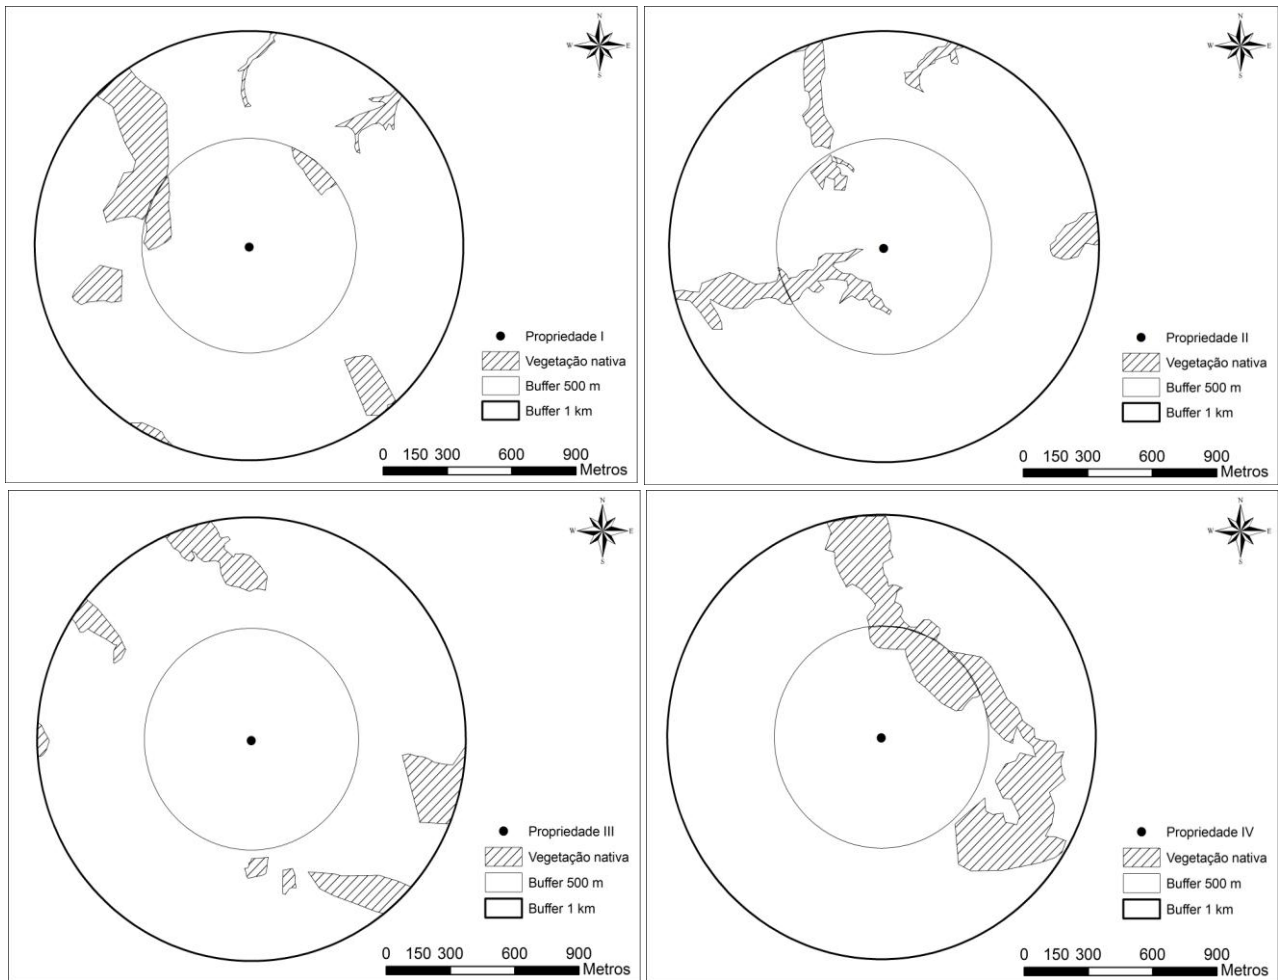 N
W E
S
Propriedade I
Vegetação nativa
Buffer 500 m
Buffer 1 km
0 150 300 600 900
Metros
N
W E
S
Propriedade II
Vegetação nativa
Buffer 500 m
Buffer 1 km
0 150 300 600 900
Metros
N
W E
S
Propriedade III
Vegetação nativa
Buffer 500 m
Buffer 1 km
0 150 300 600 900
Metros
N
W E
S
Propriedade IV
Vegetação nativa
Buffer 500 m
Buffer 1 km
0 150 300 600 900
Metros